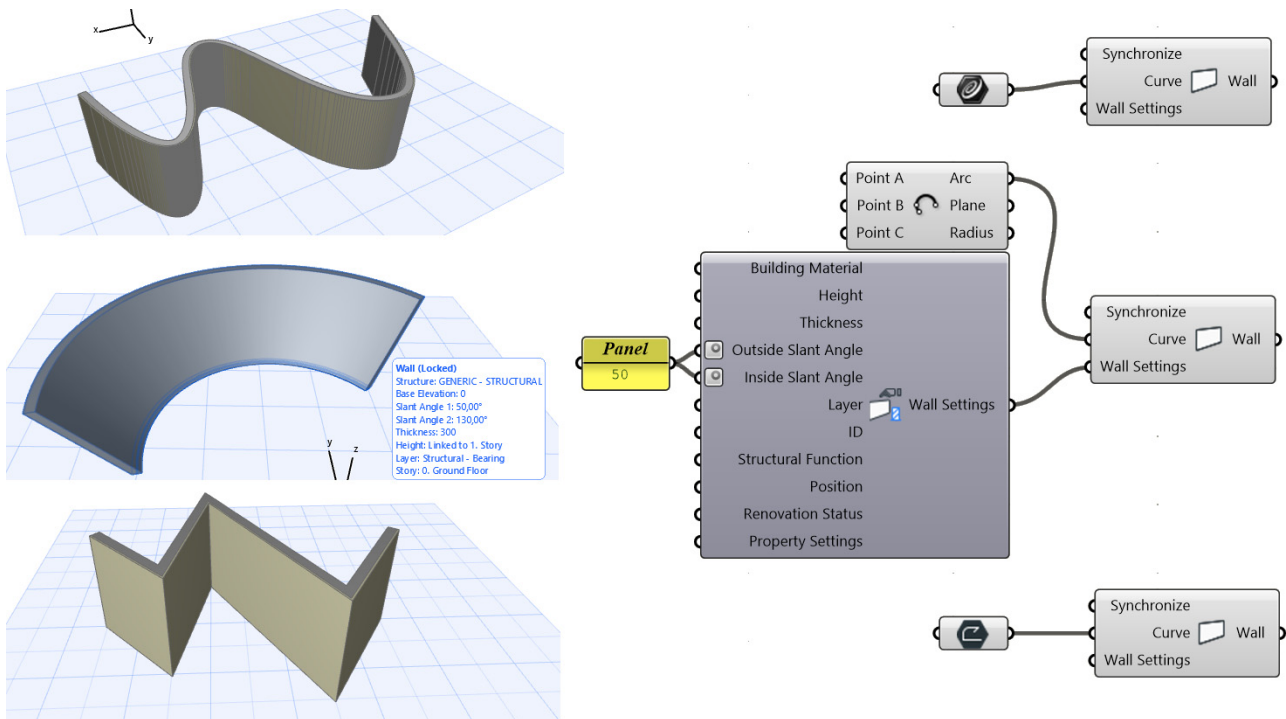 x
y
Synchronize
Curve Wall
Wall Settings
Point A Arc
Point B Plane
Point C Radius
Building Material
Height
Thickness
Panel
50
Outside Slant Angle
Inside Slant Angle
Layer Wall Settings
ID
Structural Function
Position
Renovation Status
Property Settings
Synchronize
Curve Wall
Wall Settings
Wall (Locked)
Structure: GENERIC - STRUCTURAL
Base Elevation: 0
Slant Angle 1: 50,00°
Slant Angle 2: 130,00°
Thickness: 300
Height: Linked to 1. Story
Layer: Structural - Bearing
Story: 0. Ground Floor
y
z
Synchronize
Curve Wall
Wall Settings